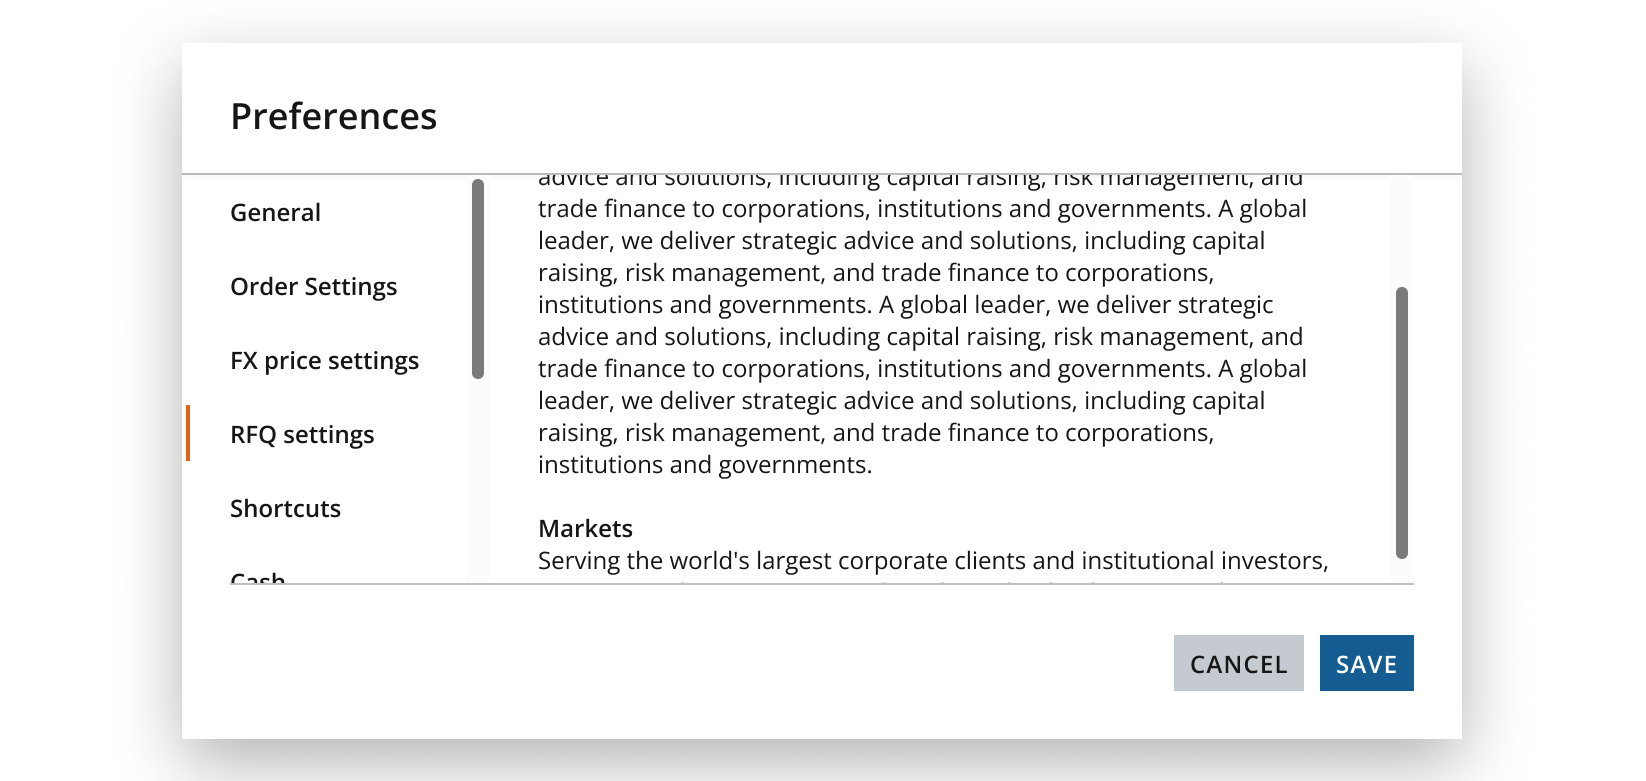 Preferences
General
Order Settings
FX price settings
RFQ settings
Shortcuts
Cash
advice and solutions, including capital raising, risk management, and
trade finance to corporations, institutions and governments. A global
leader, we deliver strategic advice and solutions, including capital
raising, risk management, and trade finance to corporations,
institutions and governments. A global leader, we deliver strategic
advice and solutions, including capital raising, risk management, and
trade finance to corporations, institutions and governments. A global
leader, we deliver strategic advice and solutions, including capital
raising, risk management, and trade finance to corporations,
institutions and governments.
Markets
Serving the world's largest corporate clients and institutional investors,
CANCEL
SAVE